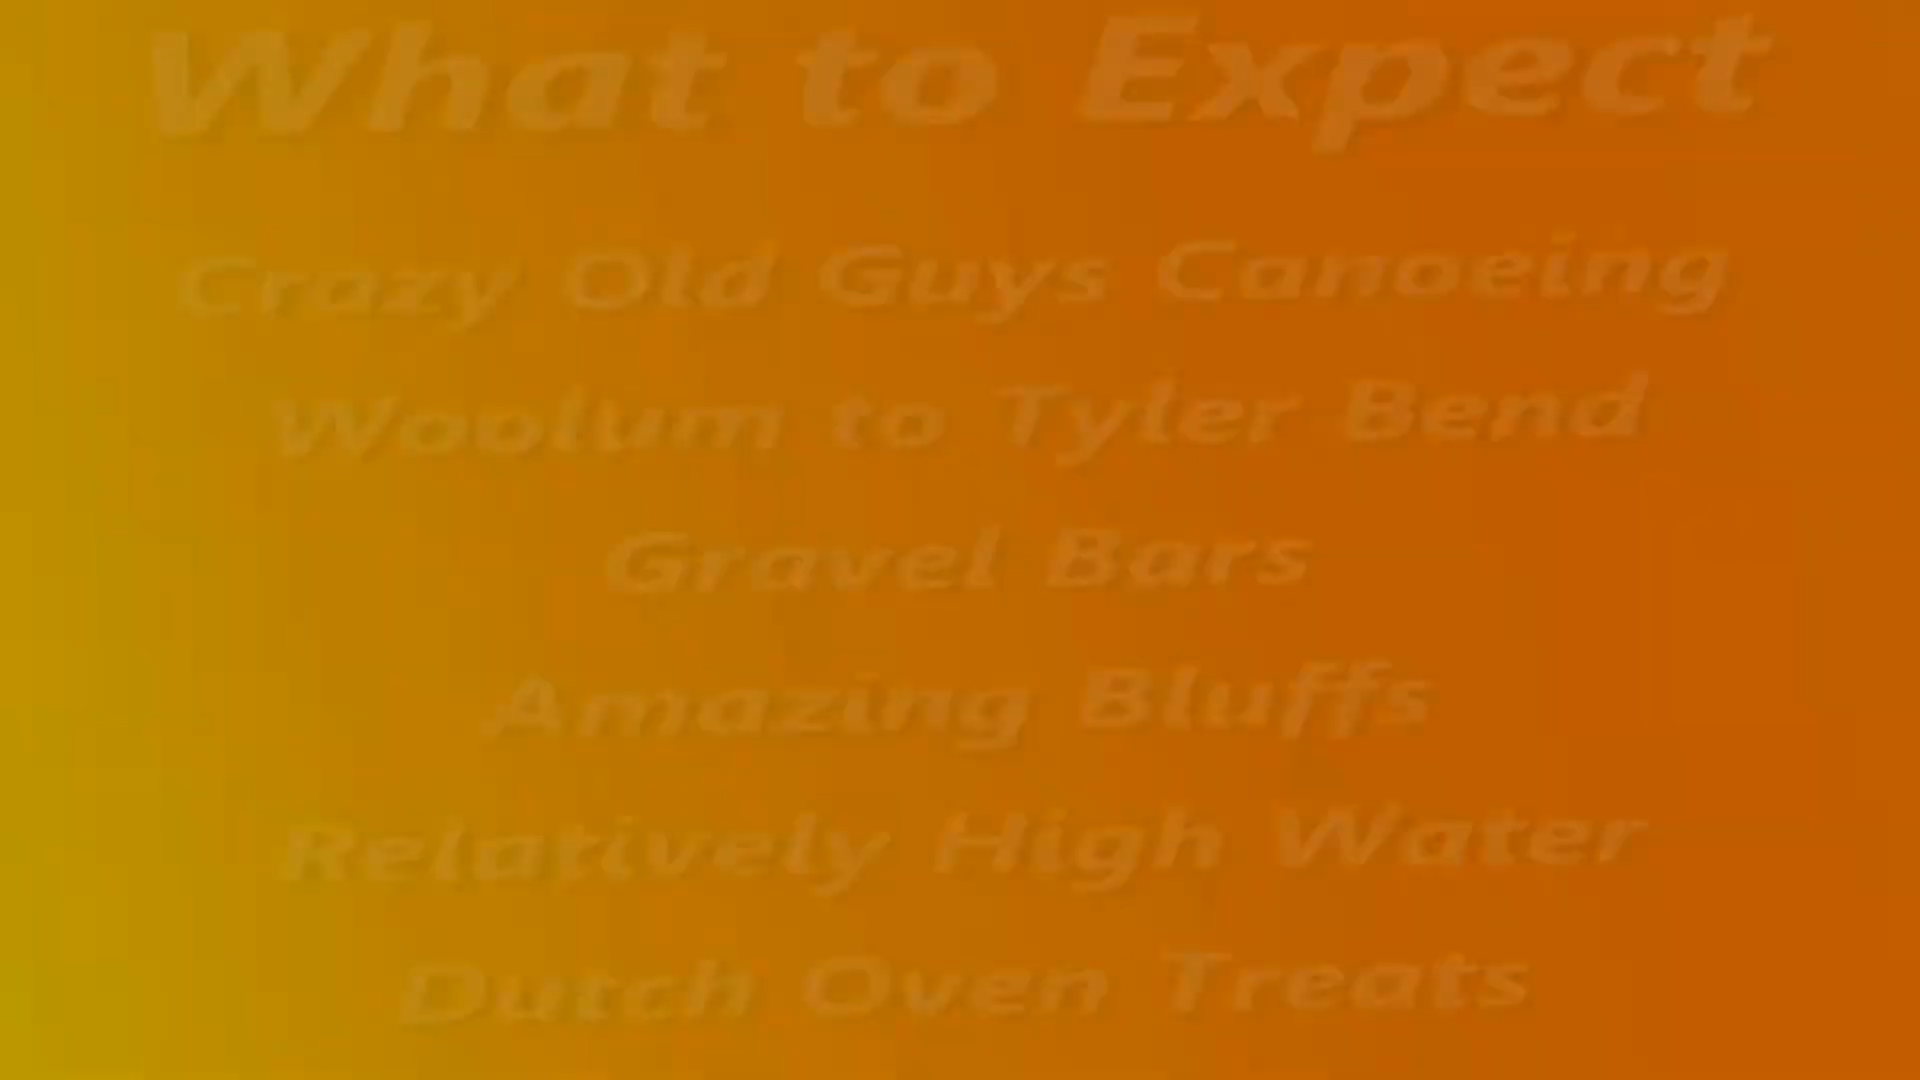 What to Expect
Crazy Old Guys Canoeing
Woolum to Tyler Bend
Gravel Bars
Amazing Bluffs
Relatively High Water
Dutch Oven Treats